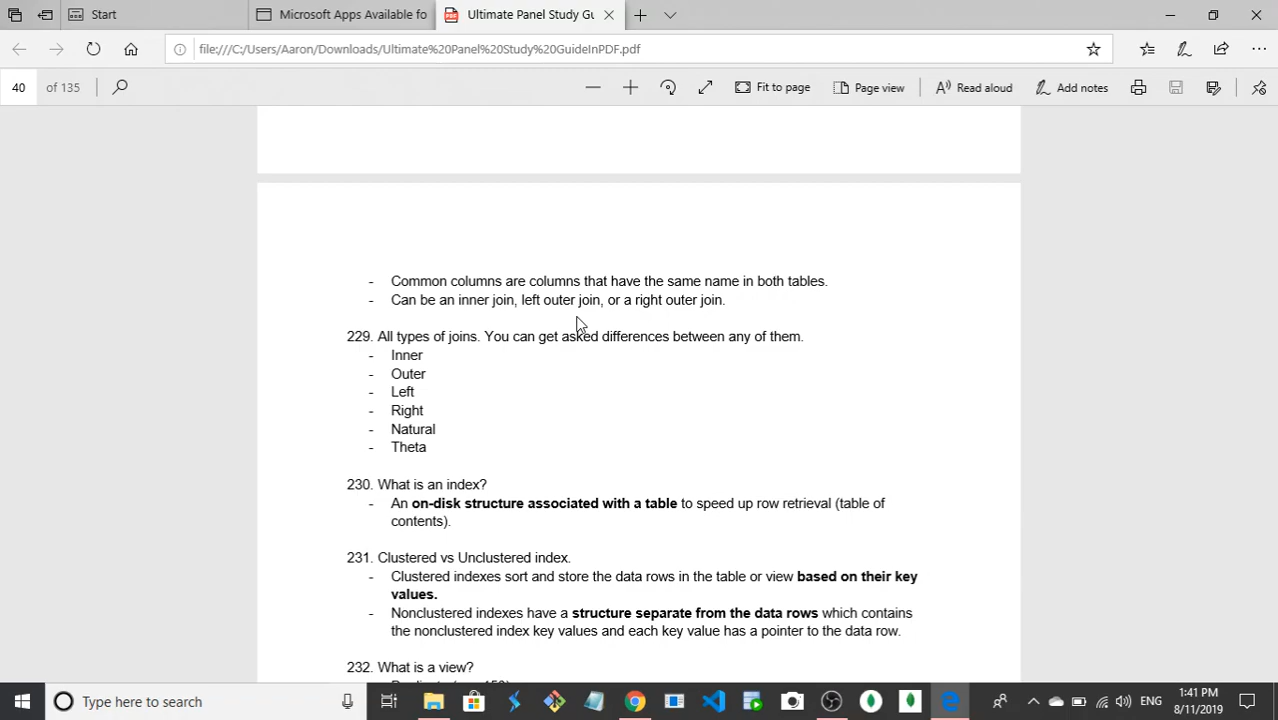 Start
Microsoft Apps Available fo
Ultimate Panel Study Gu
file:///C:/Users/Aaron/Downloads/Ultimate%20Panel%20Study%20GuideInPDF.pdf
40 of 135
Fit to page
Page view
Read aloud
Add notes
- Common columns are columns that have the same name in both tables.
- Can be an inner join, left outer join, or a right outer join.
229. All types of joins. You can get asked differences between any of them.
- Inner
- Outer
- Left
- Right
- Natural
- Theta
230. What is an index?
- An on-disk structure associated with a table to speed up row retrieval (table of
contents).
231. Clustered vs Unclustered index.
- Clustered indexes sort and store the data rows in the table or view based on their key
values.
- Nonclustered indexes have a structure separate from the data rows which contains
the nonclustered index key values and each key value has a pointer to the data row.
232. What is a view?
Type here to search
ENG
1:41 PM
8/11/2019